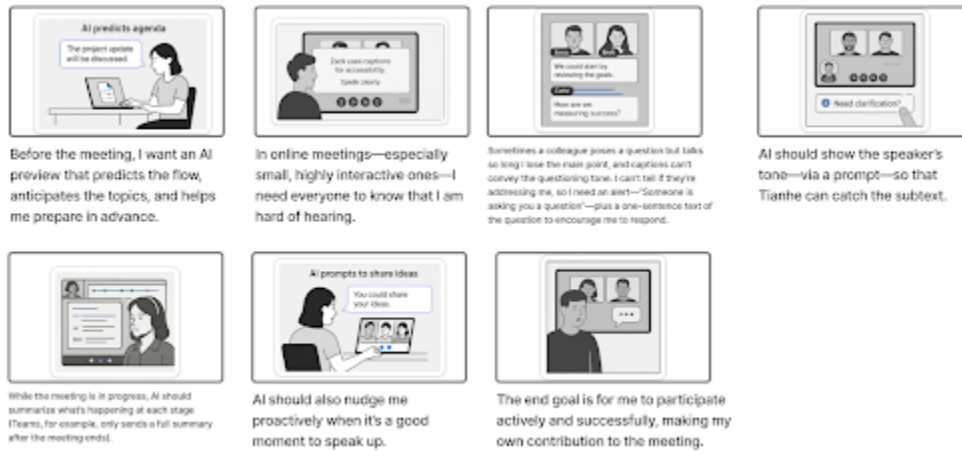 AI predicts agenda
The project update
will be discussed.
Before the meeting, I want an AI
preview that predicts the flow,
anticipates the topics, and helps
me prepare in advance.
Zack uses captions
for accessibility.
Speak clearly
In online meetings—especially
small, highly interactive ones—I
need everyone to know that I am
hard of hearing.
We could start by
reviewing the goals.
How are we
measuring success?
Sometimes a colleague poses a question but talks
so long I lose the main point, and captions can't
convey the questioning tone. I can't tell if they're
addressing me, so I need an alert—"Someone is
asking you a question"—plus a one-sentence text of
the question to encourage me to respond.
Need clarification?
AI should show the speaker's
tone—via a prompt—so that
Tianhe can catch the subtext.
While the meeting is in progress, AI should
summarize what's happening at each stage
(Teams, for example, only sends a full summary
after the meeting ends).
AI prompts to share ideas
You could share
your ideas.
AI should also nudge me
proactively when it's a good
moment to speak up.
The end goal is for me to participate
actively and successfully, making my
own contribution to the meeting.